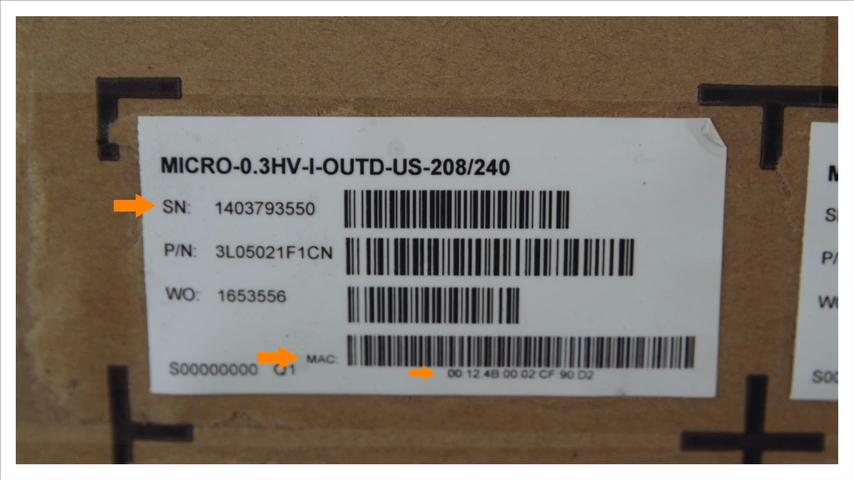 MICRO-0.3HV-I-OUTD-US-208/240
SN: 1403793550
P/N: 3L05021F1CN
WO: 1653556
MAC:
S00000000 Q1
00 12 4B 00 02 CF 90 D2
P/
S00